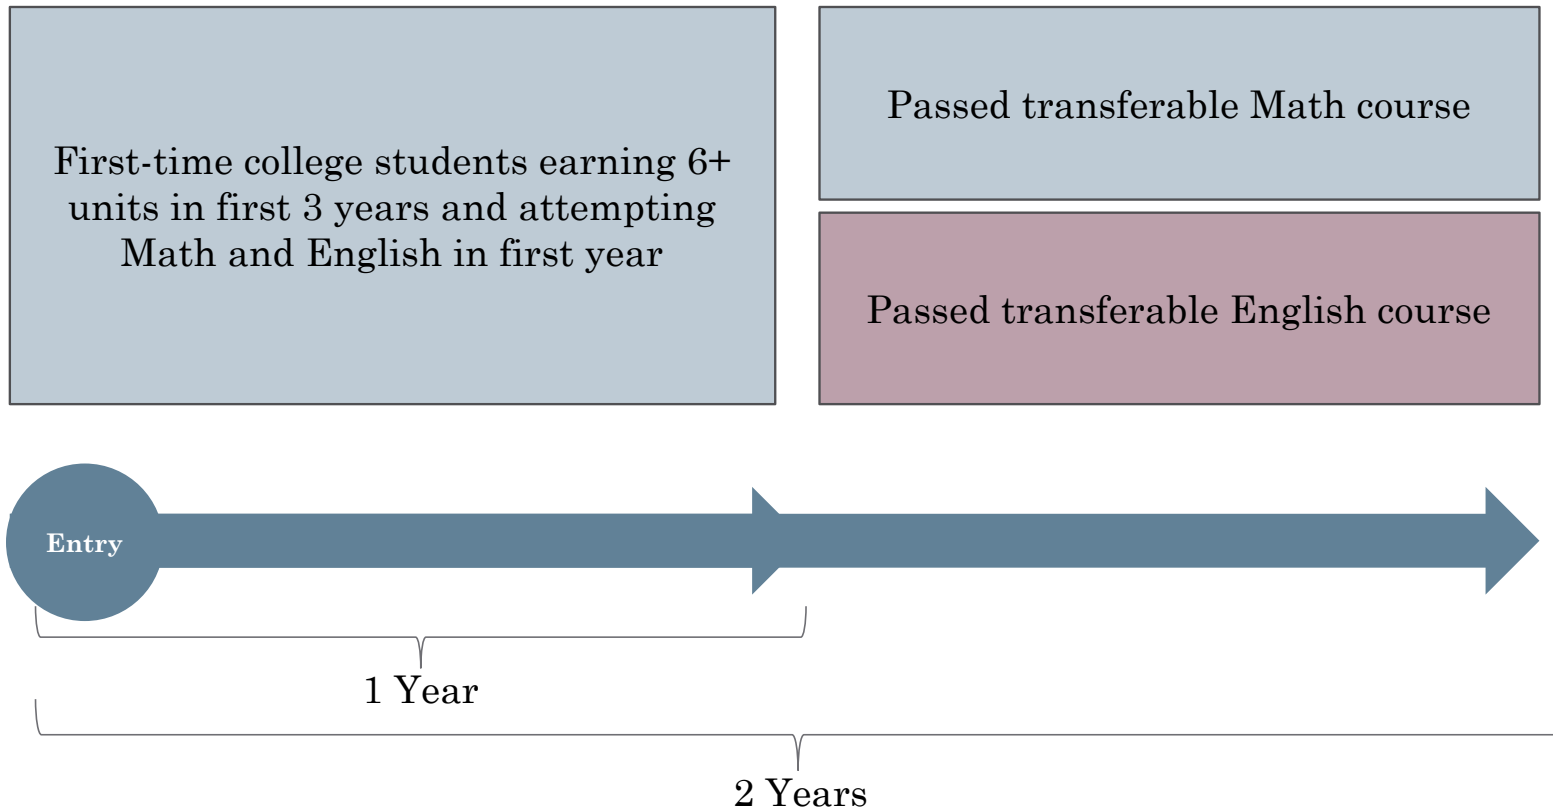 First-time college students earning 6+
units in first 3 years and attempting
Math and English in first year
Passed transferable Math course
Passed transferable English course
Entry
1 Year
2 Years